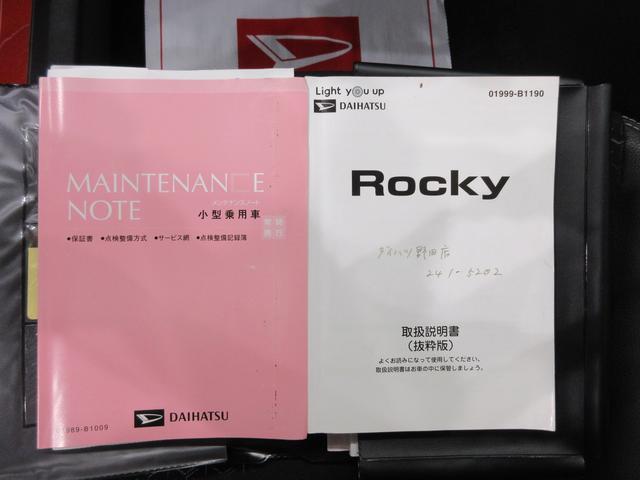 MAINTENANCE
NOTE
メンテナンスノート
小型乗用車
●保証書 ●点検整備方式 ●サービス網 ●点検整備記録簿
DAIHATSU
01989-B1009
Light you up
DAIHATSU
01999-B1190
Rocky
ダイハツ野田店
241-5202
取扱説明書
(抜粋版)
よくお読みになって使用してください。
取扱説明書はお車の中に保管しましょう。